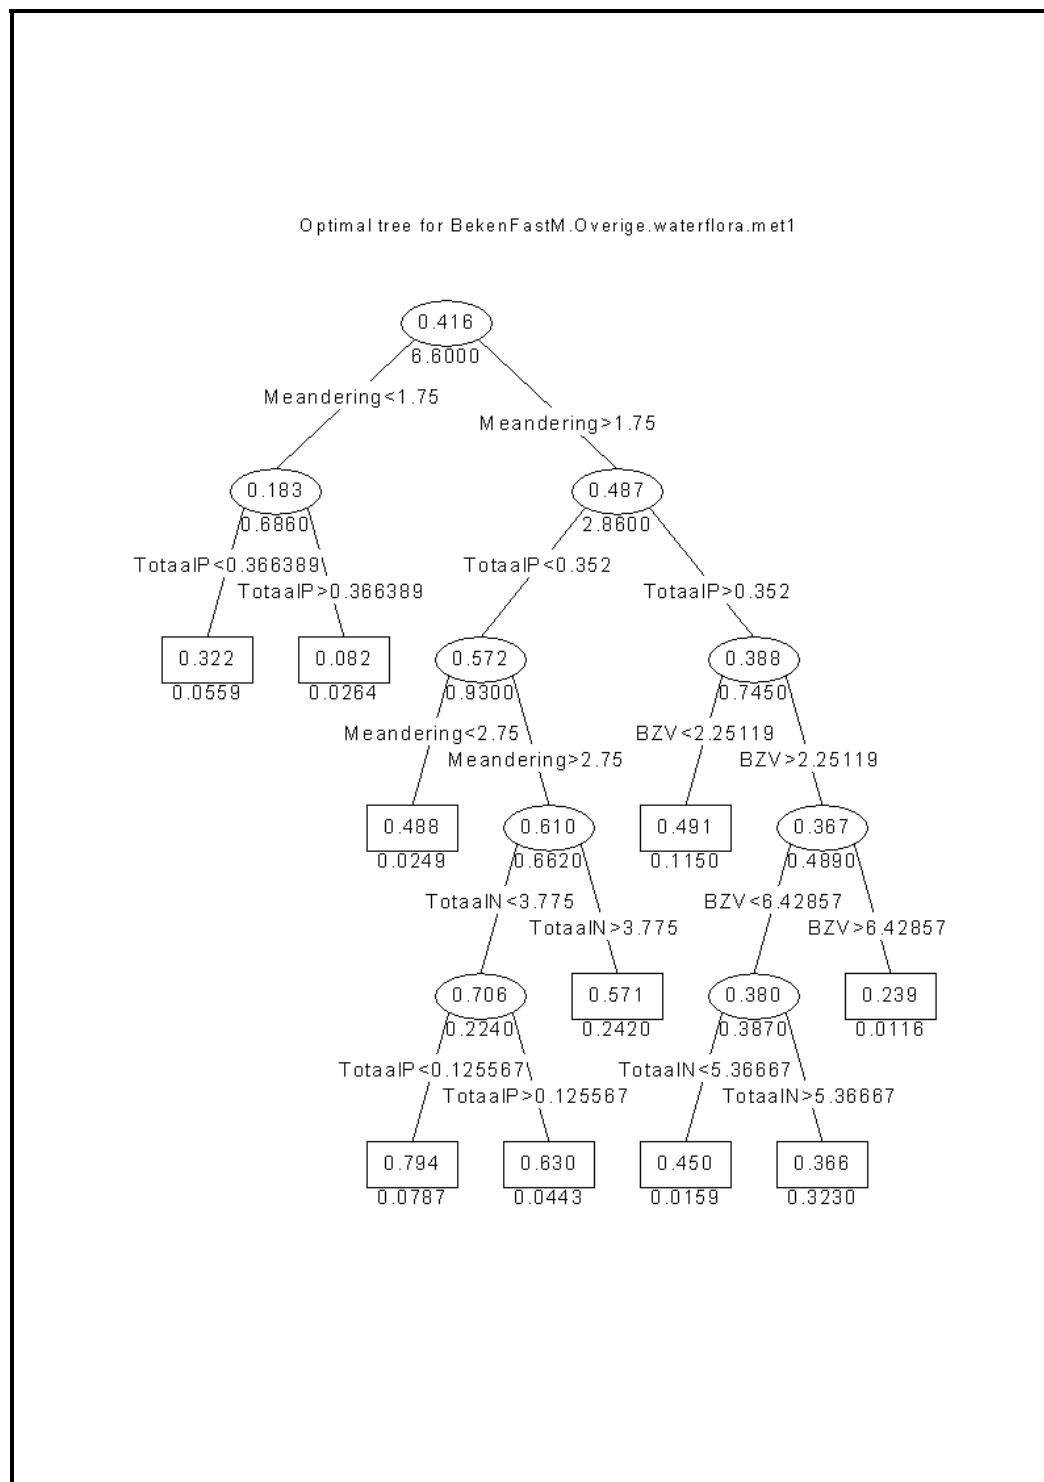 Optimal tree for BekenFastM.Overige.waterflora.met1
0.416
6.6000
Meandering<1.75
Meandering>1.75
0.183
0.6860
0.487
2.8600
TotaalP<0.366389
TotaalP>0.366389
TotaalP<0.352
TotaalP>0.352
0.322
0.0559
0.082
0.0264
0.572
0.9300
0.388
0.7450
Meandering<2.75
Meandering>2.75
BZV<2.25119
BZV>2.25119
0.488
0.0249
0.610
0.6620
0.491
0.1150
0.367
0.4890
TotaalN<3.775
TotaalN>3.775
BZV<6.42857
BZV>6.42857
0.706
0.2240
0.571
0.2420
0.380
0.3870
0.239
0.0116
TotaalP<0.125567
TotaalP>0.125567
TotaalN<5.36667
TotaalN>5.36667
0.794
0.0787
0.630
0.0443
0.450
0.0159
0.366
0.3230